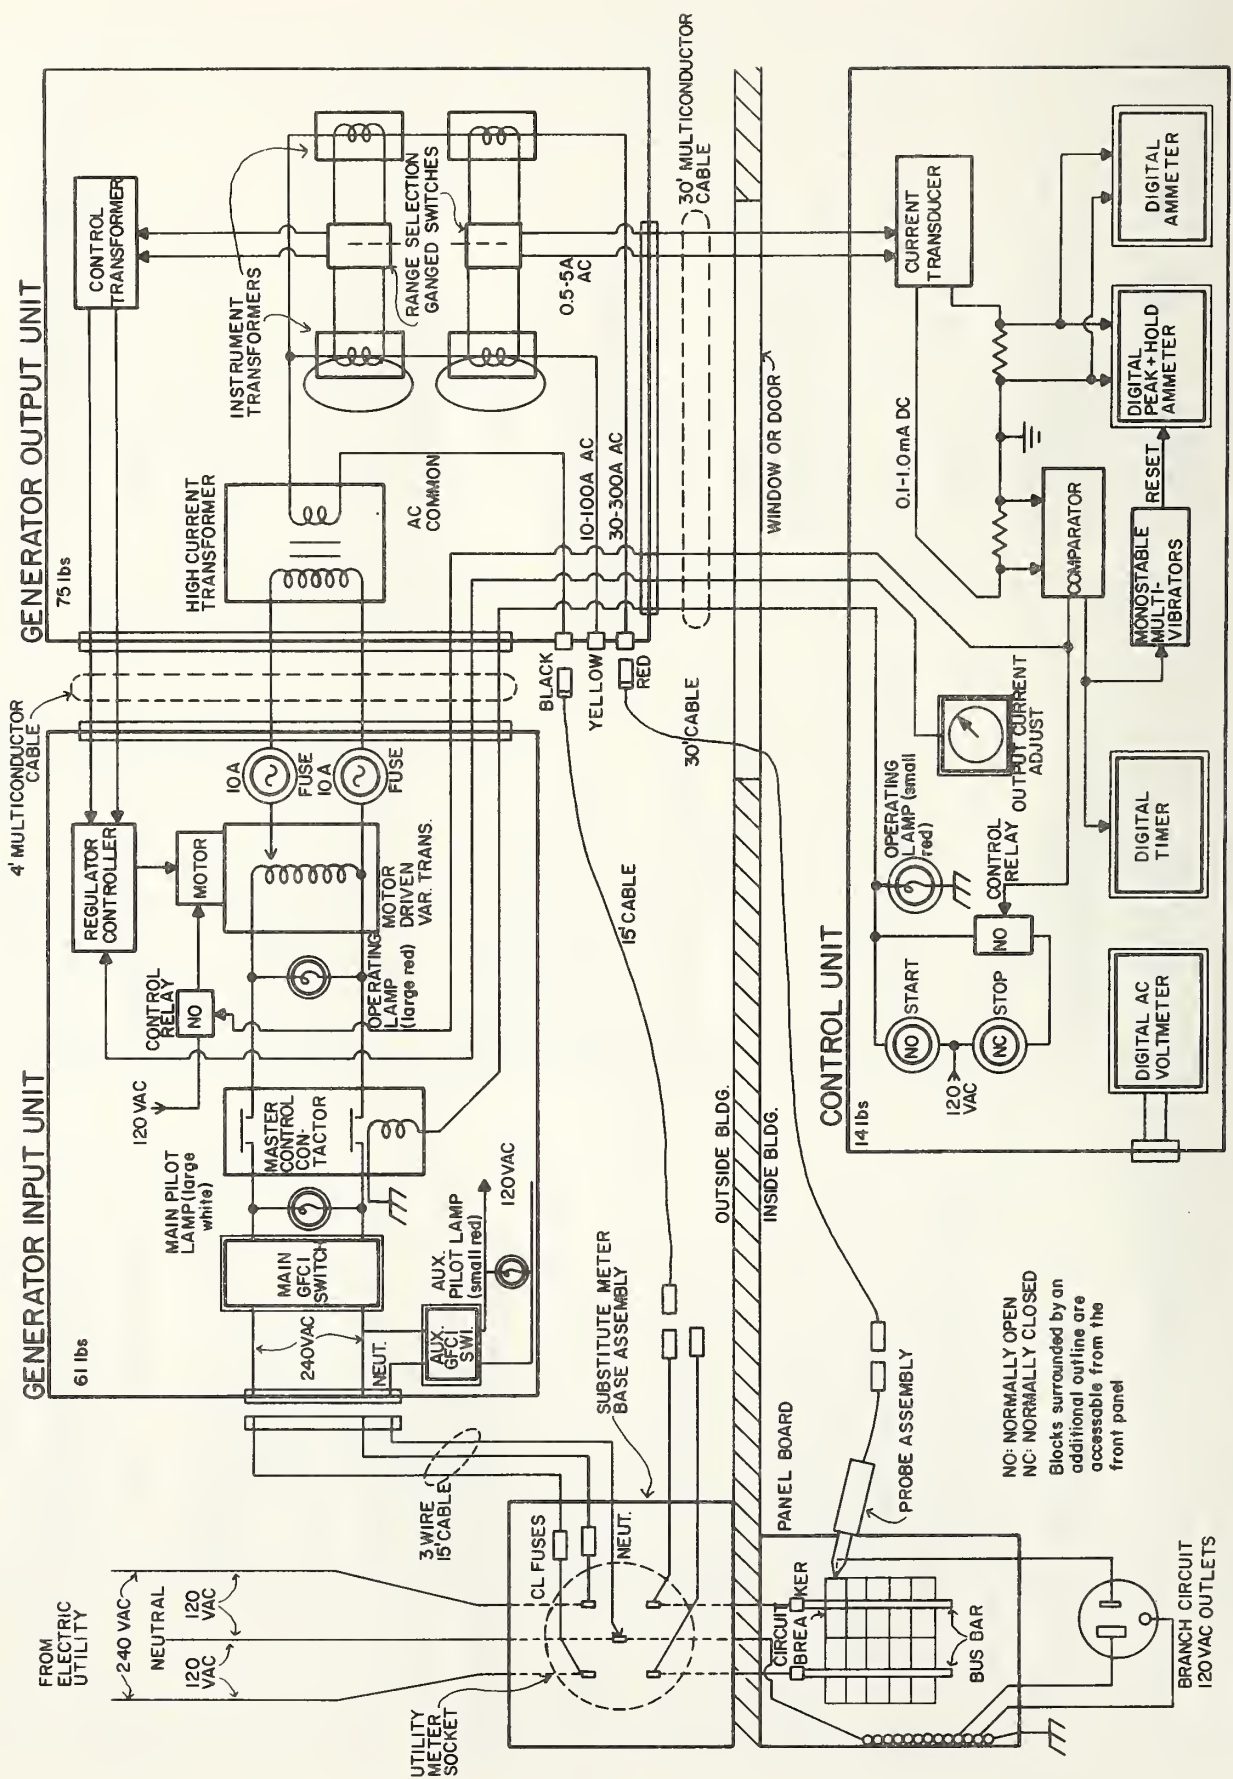 GENERATOR INPUT UNIT
61 lbs
MAIN PILOT
LAMP (large
white)
120 VAC
CONTROL
RELAY
NO
REGULATOR
CONTROLLER
MOTOR
MOTOR
DRIVEN
VAR. TRANS.
OPERATING
LAMP
(large red)
10 A
FUSE
10 A
FUSE
MASTER
CONTROL
CON-
TACTOR
MAIN
GFCI
SWITCH
240VAC
NEUT.
AUX.
GFCI
SWI.
AUX.
PILOT LAMP
(small red)
120VAC
4' MULTICONDUCTOR
CABLE
GENERATOR OUTPUT UNIT
75 lbs
CONTROL
TRANSFORMER
HIGH CURRENT
TRANSFORMER
INSTRUMENT
TRANSFORMERS
RANGE SELECTION
GANGED SWITCHES
AC
COMMON
0.5-5A
AC
10-100A AC
30-300A AC
BLACK
YELLOW
RED
30' MULTICONDUCTOR
CABLE
30' CABLE
15' CABLE
WINDOW OR DOOR
OUTSIDE BLDG.
INSIDE BLDG.
FROM
ELECTRIC
UTILITY
240 VAC
NEUTRAL
120
VAC
120
VAC
3 WIRE
15' CABLE
CL FUSES
NEUT.
SUBSTITUTE METER
BASE ASSEMBLY
UTILITY
METER
SOCKET
PANEL BOARD
CIRCUIT
BREAKER
BUS BAR
PROBE ASSEMBLY
BRANCH CIRCUIT
120VAC OUTLETS
NO: NORMALLY OPEN
NC: NORMALLY CLOSED
Blocks surrounded by an
additional outline are
accessable from the
front panel
CONTROL UNIT
14 lbs
START
NO
STOP
NC
120
VAC
OPERATING
LAMP (small
red)
CONTROL
RELAY
NO
OUTPUT CURRENT
ADJUST
0.1-1.0mA DC
CURRENT
TRANSDUCER
COMPARATOR
MONOSTABLE
MULTI-
VIBRATORS
RESET
DIGITAL AC
VOLTMETER
DIGITAL
TIMER
DIGITAL
PEAK+HOLD
AMMETER
DIGITAL
AMMETER